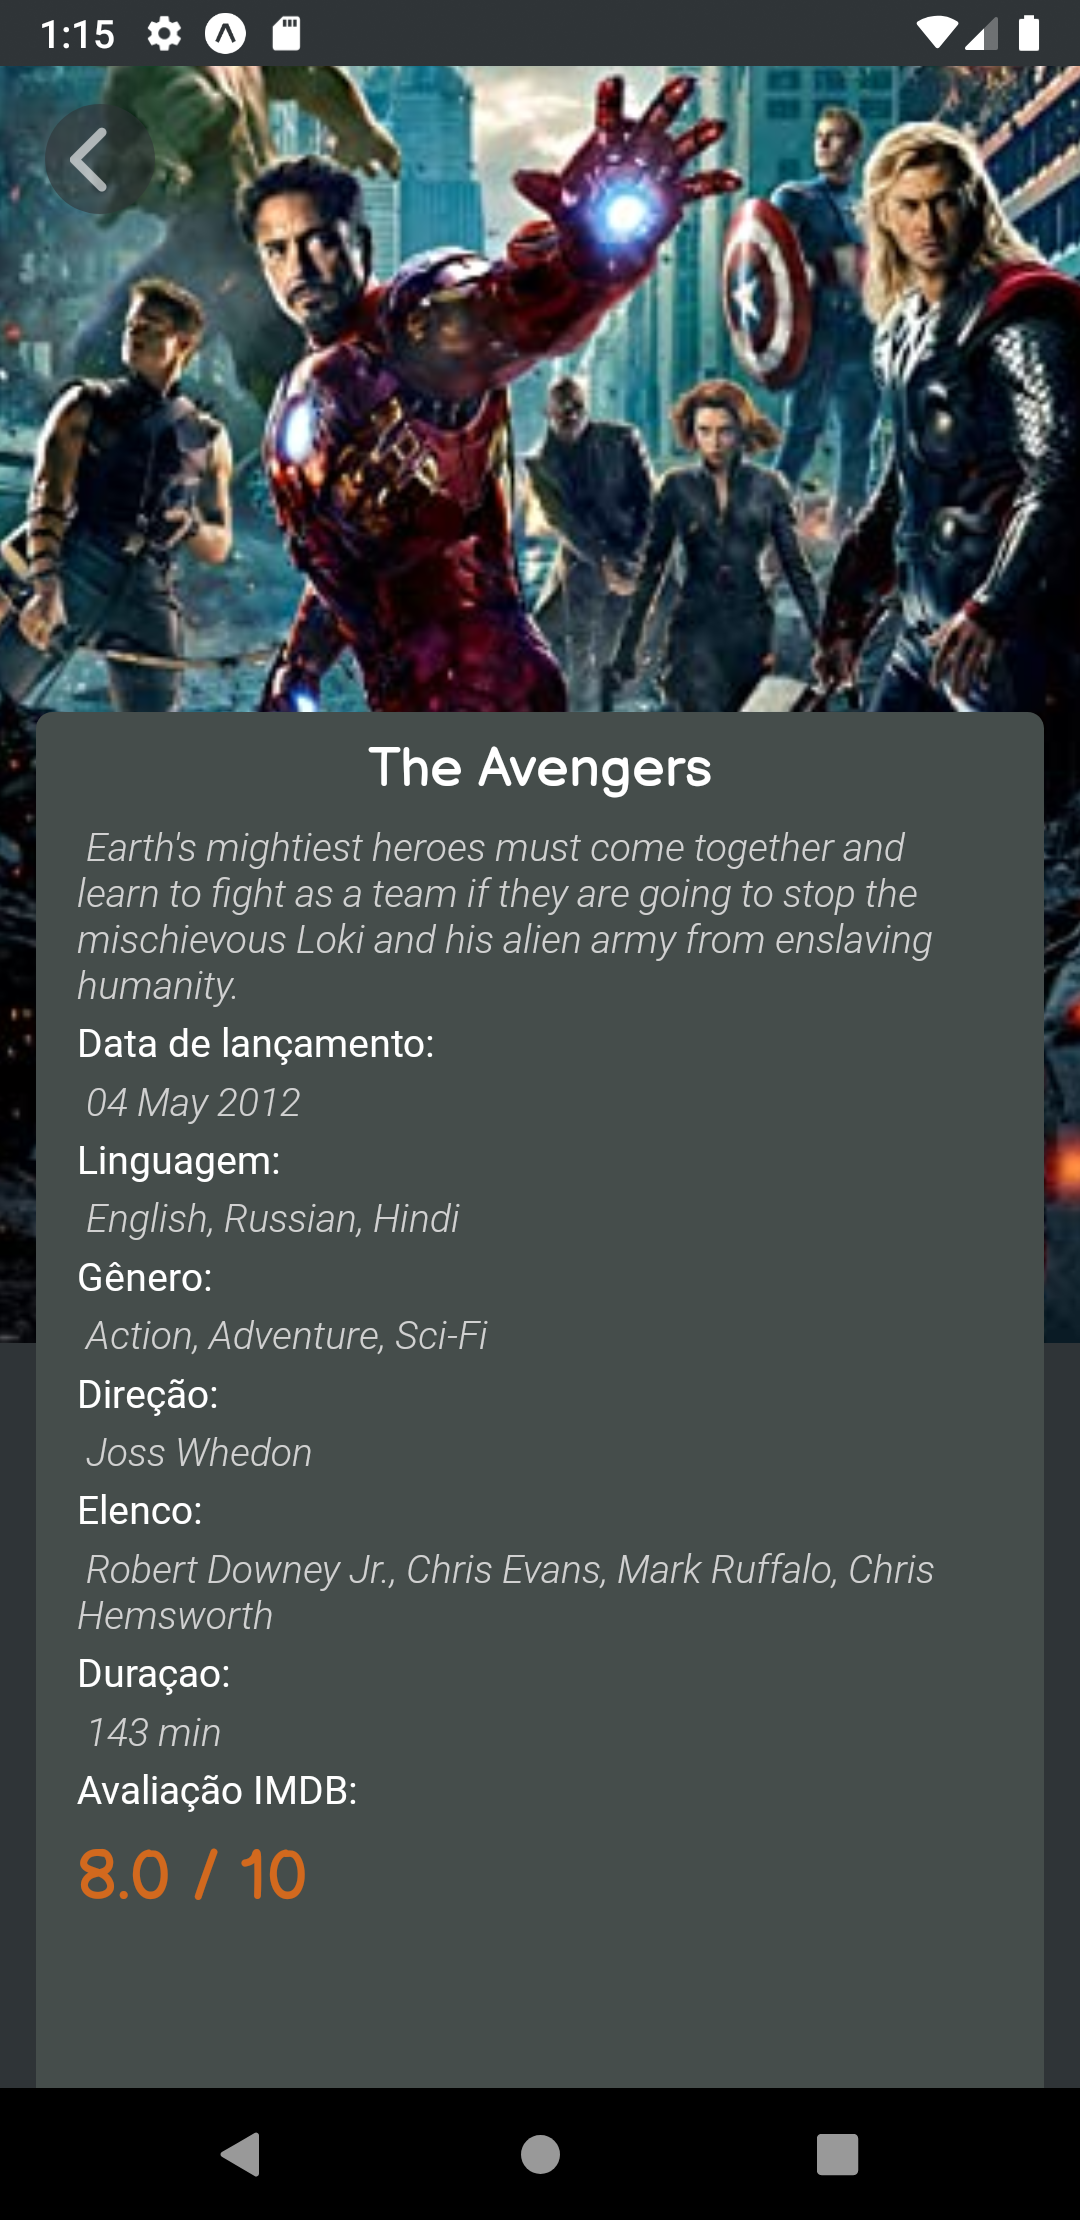 1:15
The Avengers
Earth's mightiest heroes must come together and
learn to fight as a team if they are going to stop the
mischievous Loki and his alien army from enslaving
humanity.
Data de lançamento:
04 May 2012
Linguagem:
English, Russian, Hindi
Gênero:
Action, Adventure, Sci-Fi
Direção:
Joss Whedon
Elenco:
Robert Downey Jr., Chris Evans, Mark Ruffalo, Chris
Hemsworth
Duraçao:
143 min
Avaliação IMDB:
8.0 / 10